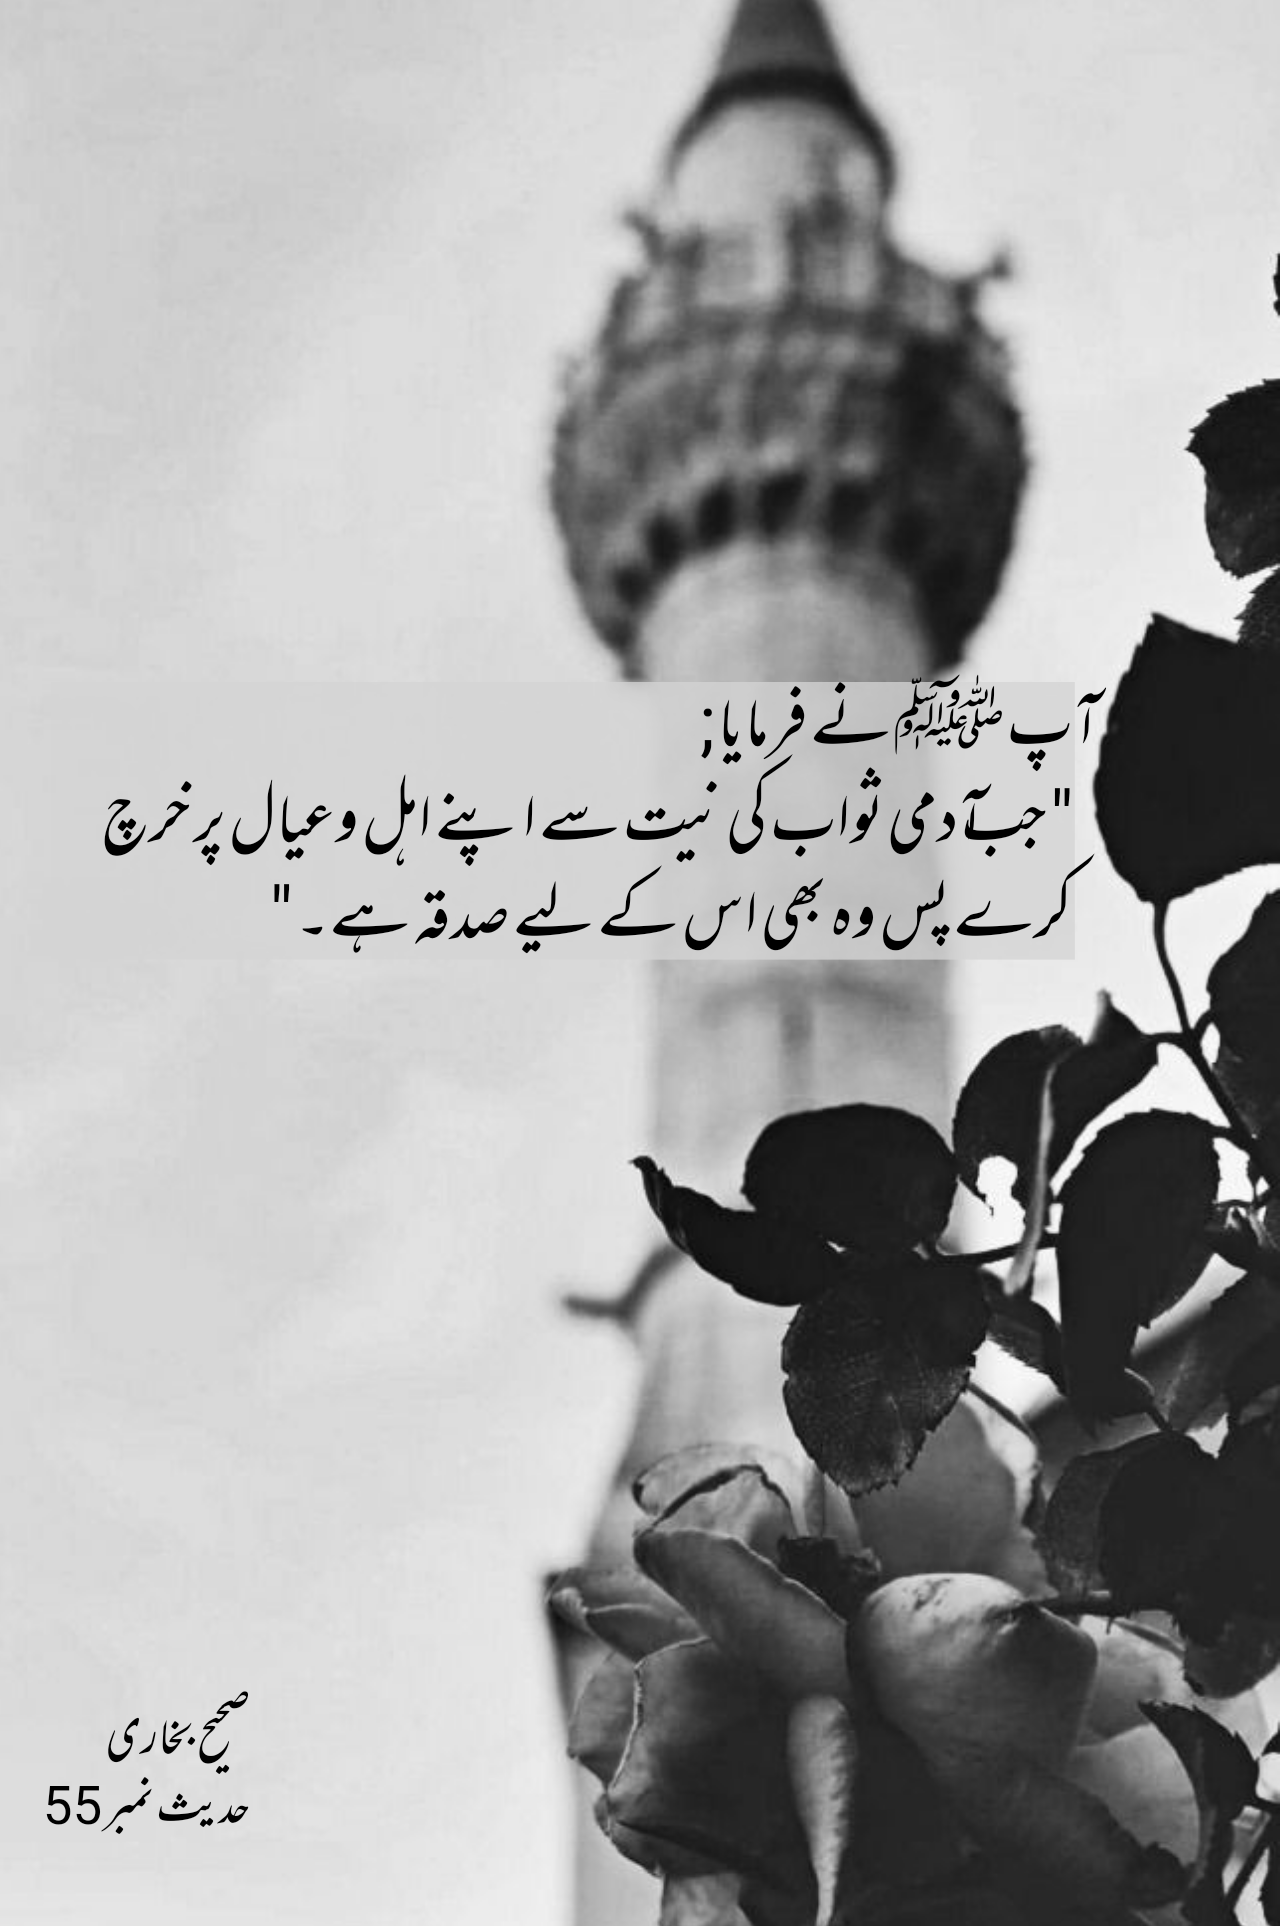 آپ ﷺ نے فرمایا;
"جب آدمی ثواب کی نیت سے اپنے اہل و عیال پر خرچ
کرے پس وہ بھی اس کے لیے صدقہ ہے۔ "
صحیح بخاری
حدیث نمبر55